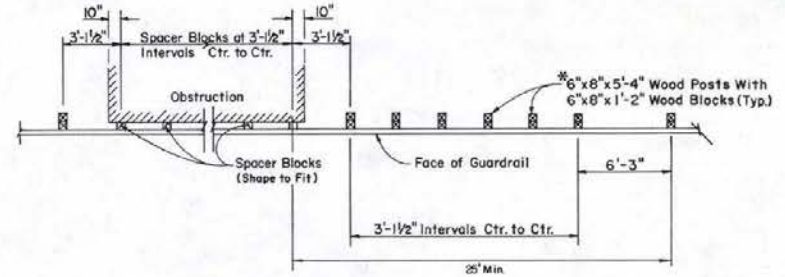 10"
10"
3'-1½"
Spacer Blocks at 3'-1½"
Intervals Ctr. to Ctr.
3'-1½"
Obstruction
*6"x8"x5'-4" Wood Posts With
6"x8"x1'-2" Wood Blocks (Typ.)
Spacer Blocks
(Shape to Fit)
Face of Guardrail
6'-3"
3'-1½" Intervals Ctr. to Ctr.
25' Min.